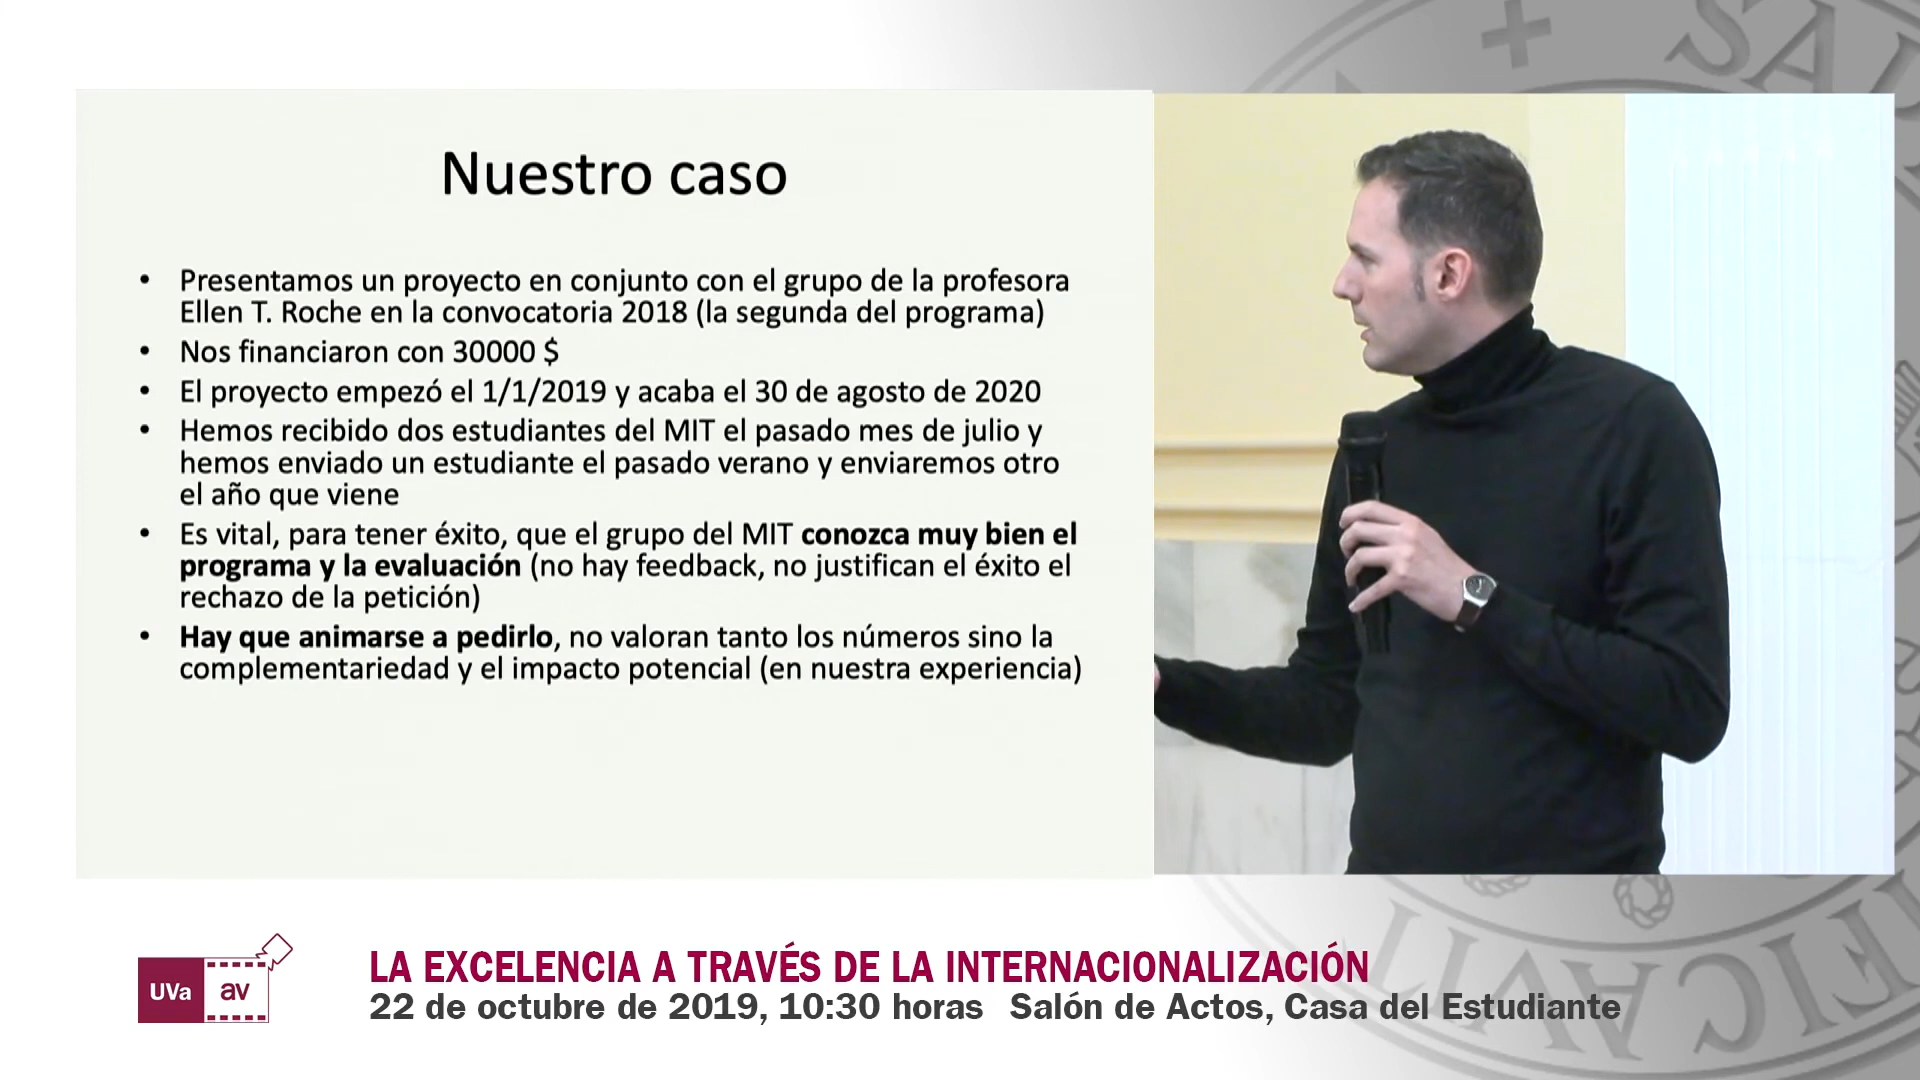 Nuestro caso
• Presentamos un proyecto en conjunto con el grupo de la profesora
Ellen T. Roche en la convocatoria 2018 (la segunda del programa)
• Nos financiaron con 30000 $
• El proyecto empezó el 1/1/2019 y acaba el 30 de agosto de 2020
• Hemos recibido dos estudiantes del MIT el pasado mes de julio y
hemos enviado un estudiante el pasado verano y enviaremos otro
el año que viene
• Es vital, para tener éxito, que el grupo del MIT conozca muy bien el
programa y la evaluación (no hay feedback, no justifican el éxito el
rechazo de la petición)
• Hay que animarse a pedirlo, no valoran tanto los números sino la
complementariedad y el impacto potencial (en nuestra experiencia)
UVa av
LA EXCELENCIA A TRAVÉS DE LA INTERNACIONALIZACIÓN
22 de octubre de 2019, 10:30 horas Salón de Actos, Casa del Estudiante